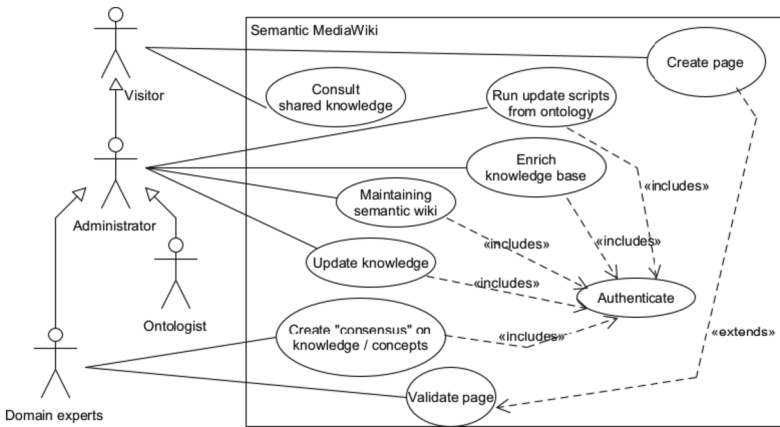 Semantic MediaWiki
Create page
Visitor
Consult
shared knowledge
Run update scripts
from ontology
Enrich
knowledge base
«includes»
Administrator
Maintaining
semantic wiki
«includes»
«includes»
Update knowledge
«includes»
Authenticate
Ontologist
Create "consensus" on
knowledge / concepts
«includes»
«extends»
Validate page
Domain experts